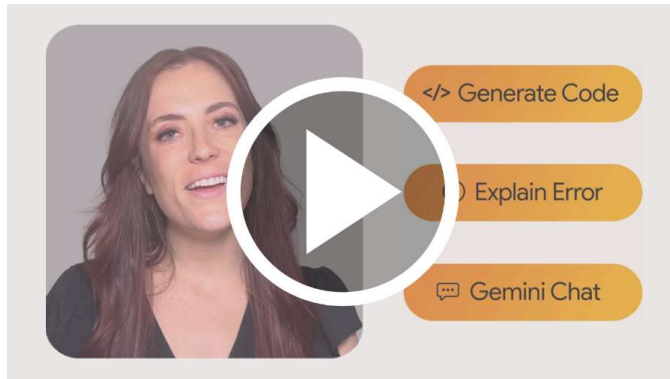 </> Generate Code
Explain Error
Gemini Chat